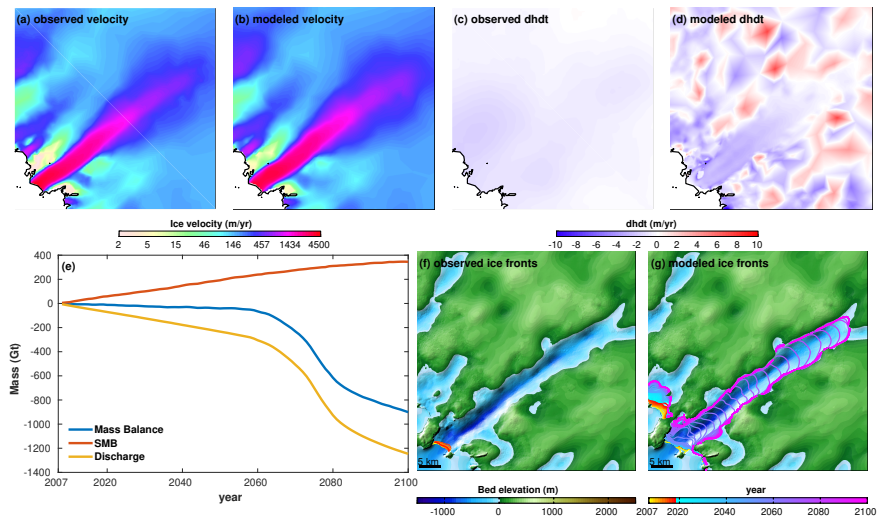 (a) observed velocity
(b) modeled velocity
(c) observed dhdt
(d) modeled dhdt
Ice velocity (m/yr)
2 5 15 46 146 457 1434 4500
dhdt (m/yr)
-10 -8 -6 -4 -2 0 2 4 6 8 10
(e)
400
200
0
-200
-400
-600
-800
-1000
-1200
-1400
Mass (Gt)
Mass Balance
SMB
Discharge
2007 2020 2040 2060 2080 2100
year
(f) observed ice fronts
5 km
(g) modeled ice fronts
5 km
Bed elevation (m)
-1000 0 1000 2000
year
2007 2020 2040 2060 2080 2100